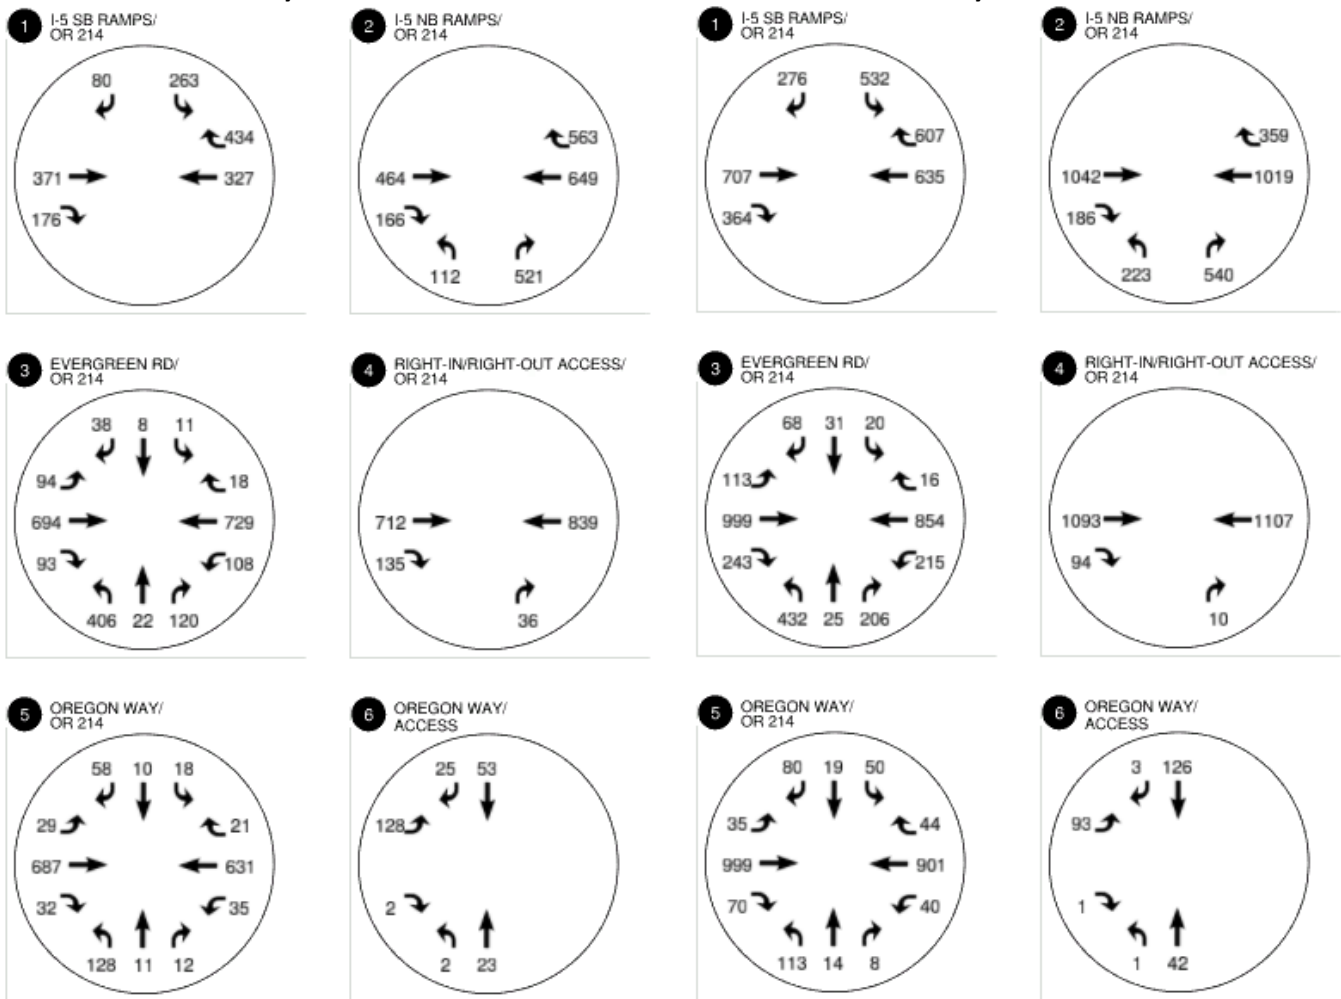 1 I-5 SB RAMPS/
OR 214
80 263
434
371 327
176
2 I-5 NB RAMPS/
OR 214
563
464 649
166
112 521
1 I-5 SB RAMPS/
OR 214
276 532
607
707 635
364
2 I-5 NB RAMPS/
OR 214
359
1042 1019
186
223 540
3 EVERGREEN RD/
OR 214
38 8 11
94 18
694 729
93 108
406 22 120
4 RIGHT-IN/RIGHT-OUT ACCESS/
OR 214
712 839
135
36
3 EVERGREEN RD/
OR 214
68 31 20
113 16
999 854
243 215
432 25 206
4 RIGHT-IN/RIGHT-OUT ACCESS/
OR 214
1093 1107
94
10
5 OREGON WAY/
OR 214
58 10 18
29 21
687 631
32 35
128 11 12
6 OREGON WAY/
ACCESS
25 53
128
2
2 23
5 OREGON WAY/
OR 214
80 19 50
35 44
999 901
70 40
113 14 8
6 OREGON WAY/
ACCESS
3 126
93
1
1 42